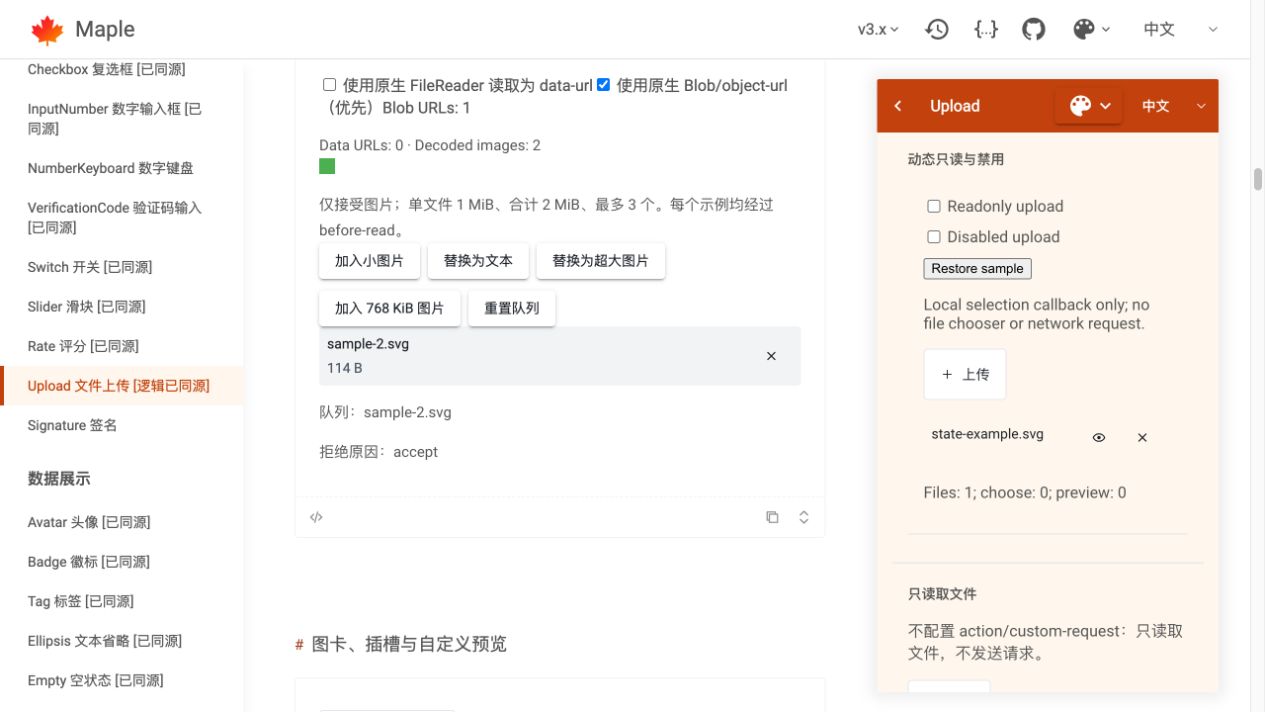 Maple
v3.x
中文
Checkbox 复选框 [已同源]
InputNumber 数字输入框 [已
同源]
NumberKeyboard 数字键盘
VerificationCode 验证码输入
[已同源]
Switch 开关 [已同源]
Slider 滑块 [已同源]
Rate 评分 [已同源]
Upload 文件上传 [逻辑已同源]
Signature 签名
数据展示
Avatar 头像 [已同源]
Badge 徽标 [已同源]
Tag 标签 [已同源]
Ellipsis 文本省略 [已同源]
Empty 空状态 [已同源]
使用原生 FileReader 读取为 data-url 使用原生 Blob/object-url
（优先）Blob URLs: 1
Data URLs: 0 · Decoded images: 2
仅接受图片；单文件 1 MiB、合计 2 MiB、最多 3 个。每个示例均经过
before-read。
加入小图片 替换为文本 替换为超大图片
加入 768 KiB 图片 重置队列
sample-2.svg
114 B
队列：sample-2.svg
拒绝原因：accept
# 图卡、插槽与自定义预览
Upload
中文
动态只读与禁用
Readonly upload
Disabled upload
Restore sample
Local selection callback only; no
file chooser or network request.
+ 上传
state-example.svg
Files: 1; choose: 0; preview: 0
只读取文件
不配置 action/custom-request：只读取
文件，不发送请求。